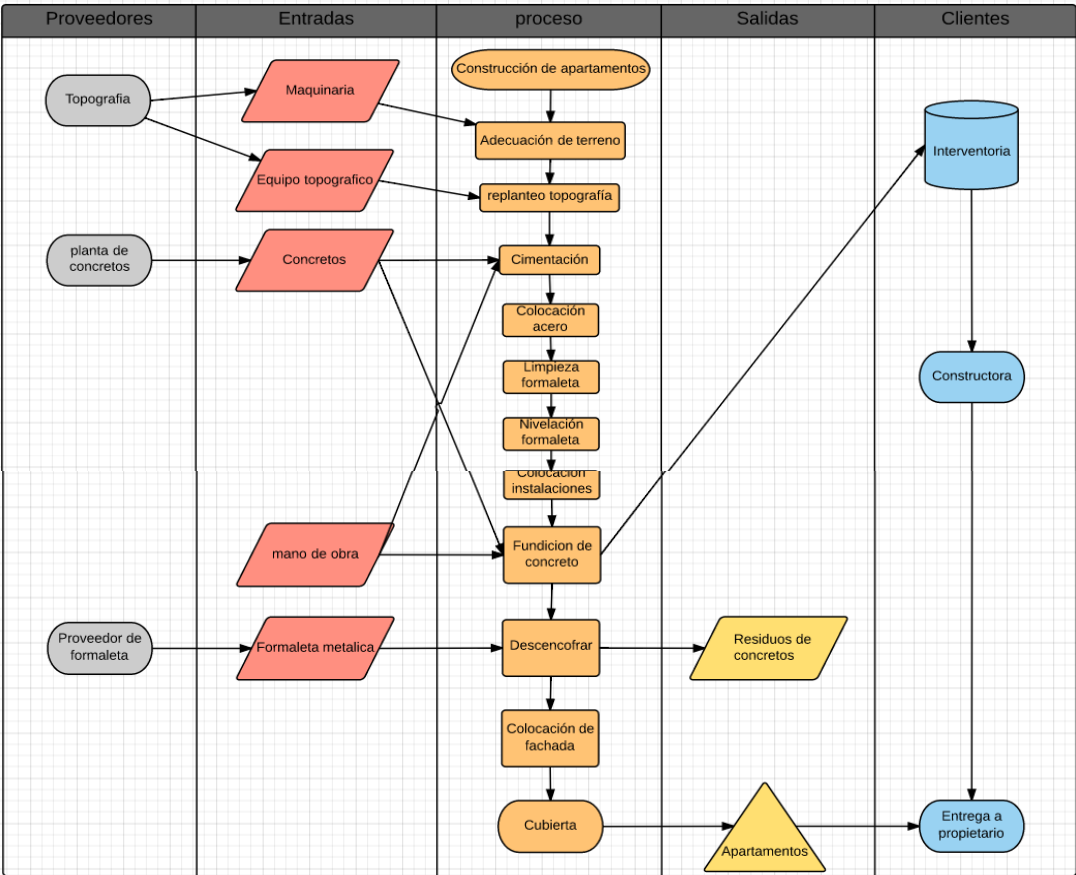 Proveedores
Entradas
proceso
Salidas
Clientes
Construcción de apartamentos
Topografia
Maquinaria
Adecuación de terreno
Interventoria
Equipo topografico
replanteo topografía
planta de
concretos
Concretos
Cimentación
Colocación
acero
Limpieza
formaleta
Constructora
Nivelación
formaleta
Colocación
instalaciones
mano de obra
Fundicion de
concreto
Proveedor de
formaleta
Formaleta metalica
Descencofrar
Residuos de
concretos
Colocación de
fachada
Cubierta
Apartamentos
Entrega a
propietario